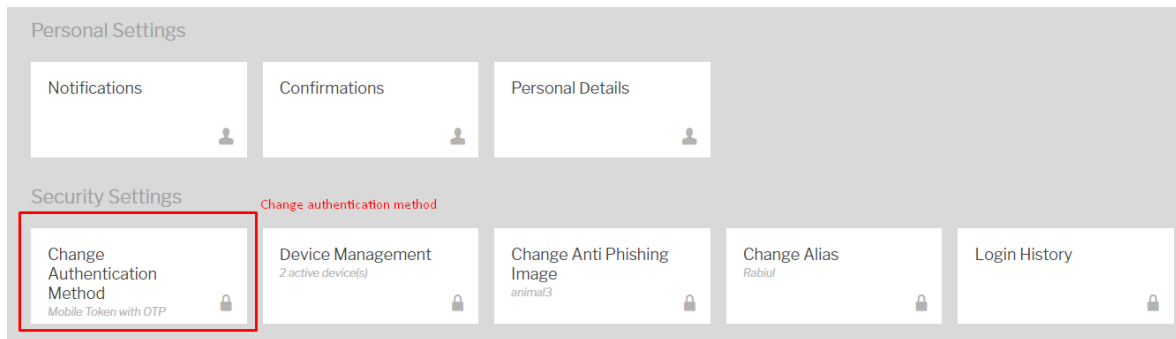 Personal Settings
Notifications
Confirmations
Personal Details
Security Settings
Change authentication method
Change
Authentication
Method
Mobile Token with OTP
Device Management
2 active device(s)
Change Anti Phishing
Image
animal3
Change Alias
Rabiul
Login History